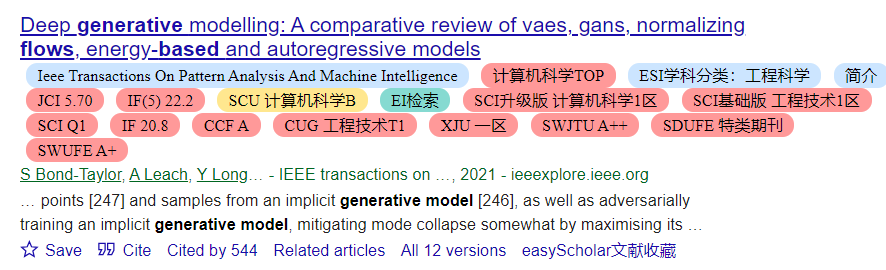 Deep generative modelling: A comparative review of vaes, gans, normalizing
flows, energy-based and autoregressive models
Ieee Transactions On Pattern Analysis And Machine Intelligence 计算机科学TOP ESI学科分类：工程科学 简介
JCI 5.70 IF(5) 22.2 SCU 计算机科学B EI检索 SCI升级版 计算机科学1区 SCI基础版 工程技术1区
SCI Q1 IF 20.8 CCF A CUG 工程技术T1 XJU 一区 SWJTU A++ SDUFE 特类期刊
SWUFE A+
S Bond-Taylor, A Leach, Y Long… - IEEE transactions on …, 2021 - ieeexplore.ieee.org
… points [247] and samples from an implicit generative model [246], as well as adversarially
training an implicit generative model, mitigating mode collapse somewhat by maximising its …
Save Cite Cited by 544 Related articles All 12 versions easyScholar文献收藏